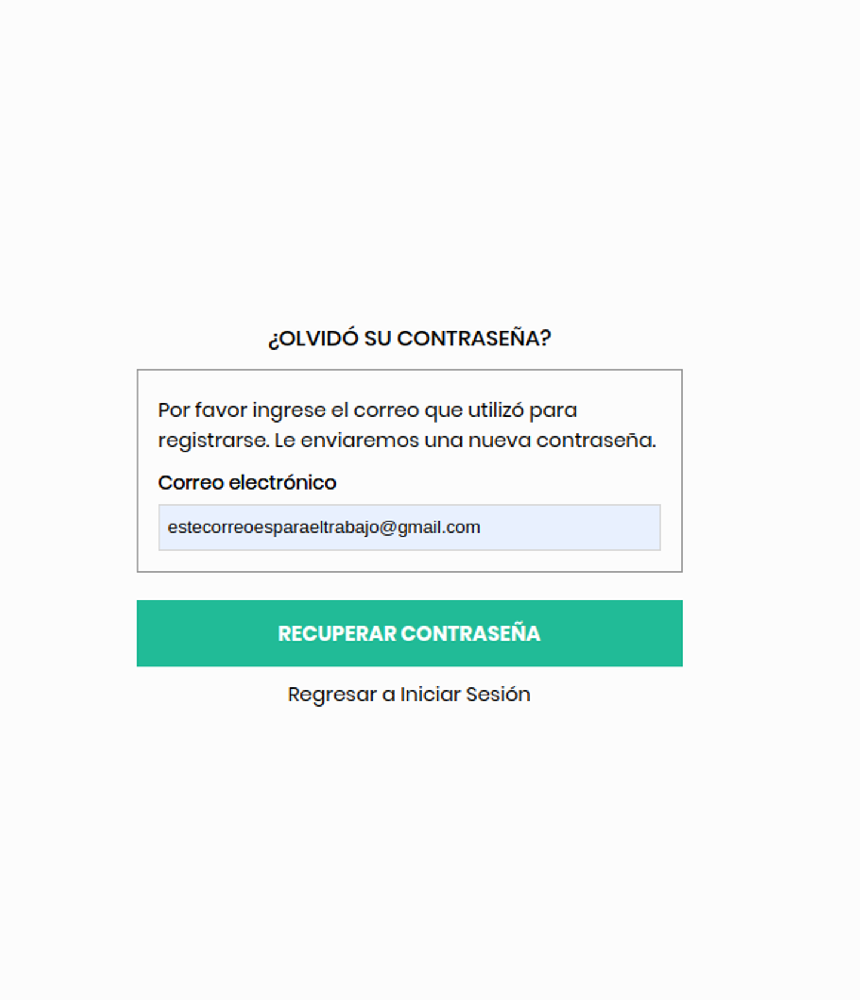 ¿OLVIDÓ SU CONTRASEÑA?
Por favor ingrese el correo que utilizó para
registrarse. Le enviaremos una nueva contraseña.
Correo electrónico
estecorreoesparaeltrabajo@gmail.com
RECUPERAR CONTRASEÑA
Regresar a Iniciar Sesión